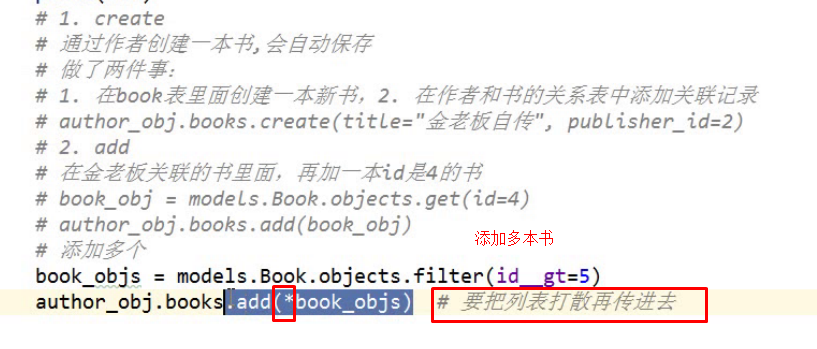 # 1. create
# 通过作者创建一本书,会自动保存
# 做了两件事:
# 1. 在book表里面创建一本新书，2. 在作者和书的关系表中添加关联记录
# author_obj.books.create(title="金老板自传", publisher_id=2)
# 2. add
# 在金老板关联的书里面，再加一本id是4的书
# book_obj = models.Book.objects.get(id=4)
# author_obj.books.add(book_obj)
# 添加多个
添加多本书
book_objs = models.Book.objects.filter(id__gt=5)
author_obj.books.add(*book_objs) # 要把列表打散再传进去